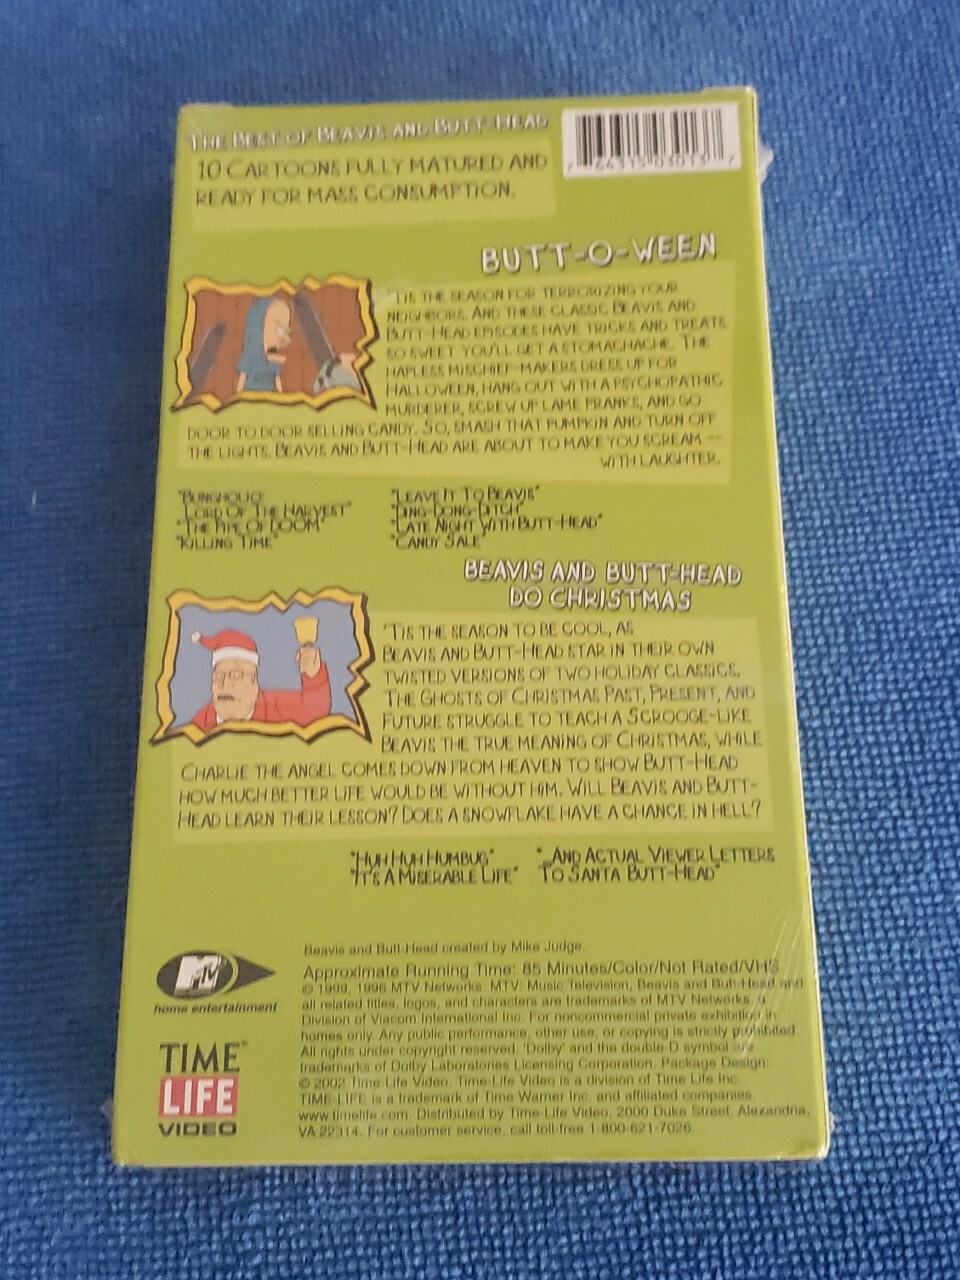 THE BEST OF BEAVIS AND BUTT-HEAD
10 CARTOONS FULLY MATURED AND
READY FOR MASS CONSUMPTION.
7 64315 03013 7
BUTT-O-WEEN
'TIS THE SEASON FOR TERRORIZING YOUR
NEIGHBORS. AND THESE CLASSIC BEAVIS AND
BUTT-HEAD EPISODES HAVE TRICKS AND TREATS
SO SWEET YOU'LL GET A STOMACHACHE. THE
HAPLESS MISCHIEF-MAKERS DRESS UP FOR
HALLOWEEN, HANG OUT WITH A PSYCHOPATHIC
MURDERER, SCREW UP LAME PRANKS, AND GO
DOOR TO DOOR SELLING CANDY. SO, SMASH THAT PUMPKIN AND TURN OFF
THE LIGHTS. BEAVIS AND BUTT-HEAD ARE ABOUT TO MAKE YOU SCREAM --
WITH LAUGHTER.
"BUNGHOLIO:
LORD OF THE HARVEST"
"THE PIPE OF DOOM"
"KILLING TIME"
"LEAVE IT TO BEAVIS"
"DING-DONG-DITCH"
"LATE NIGHT WITH BUTT-HEAD"
"CANDY SALE"
BEAVIS AND BUTT-HEAD
DO CHRISTMAS
'TIS THE SEASON TO BE COOL, AS
BEAVIS AND BUTT-HEAD STAR IN THEIR OWN
TWISTED VERSIONS OF TWO HOLIDAY CLASSICS.
THE GHOSTS OF CHRISTMAS PAST, PRESENT, AND
FUTURE STRUGGLE TO TEACH A SCROOGE-LIKE
BEAVIS THE TRUE MEANING OF CHRISTMAS, WHILE
CHARLIE THE ANGEL COMES DOWN FROM HEAVEN TO SHOW BUTT-HEAD
HOW MUCH BETTER LIFE WOULD BE WITHOUT HIM. WILL BEAVIS AND BUTT-
HEAD LEARN THEIR LESSON? DOES A SNOWFLAKE HAVE A CHANCE IN HELL?
"HUH HUH HUMBUG"
"IT'S A MISERABLE LIFE"
"...AND ACTUAL VIEWER LETTERS
TO SANTA BUTT-HEAD"
MTV
home entertainment
TIME
LIFE
VIDEO
Beavis and Butt-Head created by Mike Judge.
Approximate Running Time: 85 Minutes/Color/Not Rated/VHS
© 1999, 1996 MTV Networks. MTV: Music Television, Beavis and Butt-Head and
all related titles, logos, and characters are trademarks of MTV Networks, a
Division of Viacom International Inc. For noncommercial private exhibition in
homes only. Any public performance, other use, or copying is strictly prohibited.
All rights under copyright reserved. 'Dolby' and the double-D symbol are
trademarks of Dolby Laboratories Licensing Corporation. Package Design:
© 2002 Time Life Video. Time-Life Video is a division of Time Life Inc.
TIME-LIFE is a trademark of Time Warner Inc. and affiliated companies.
www.timelife.com. Distributed by Time-Life Video, 2000 Duke Street, Alexandria,
VA 22314. For customer service, call toll-free 1-800-621-7026.